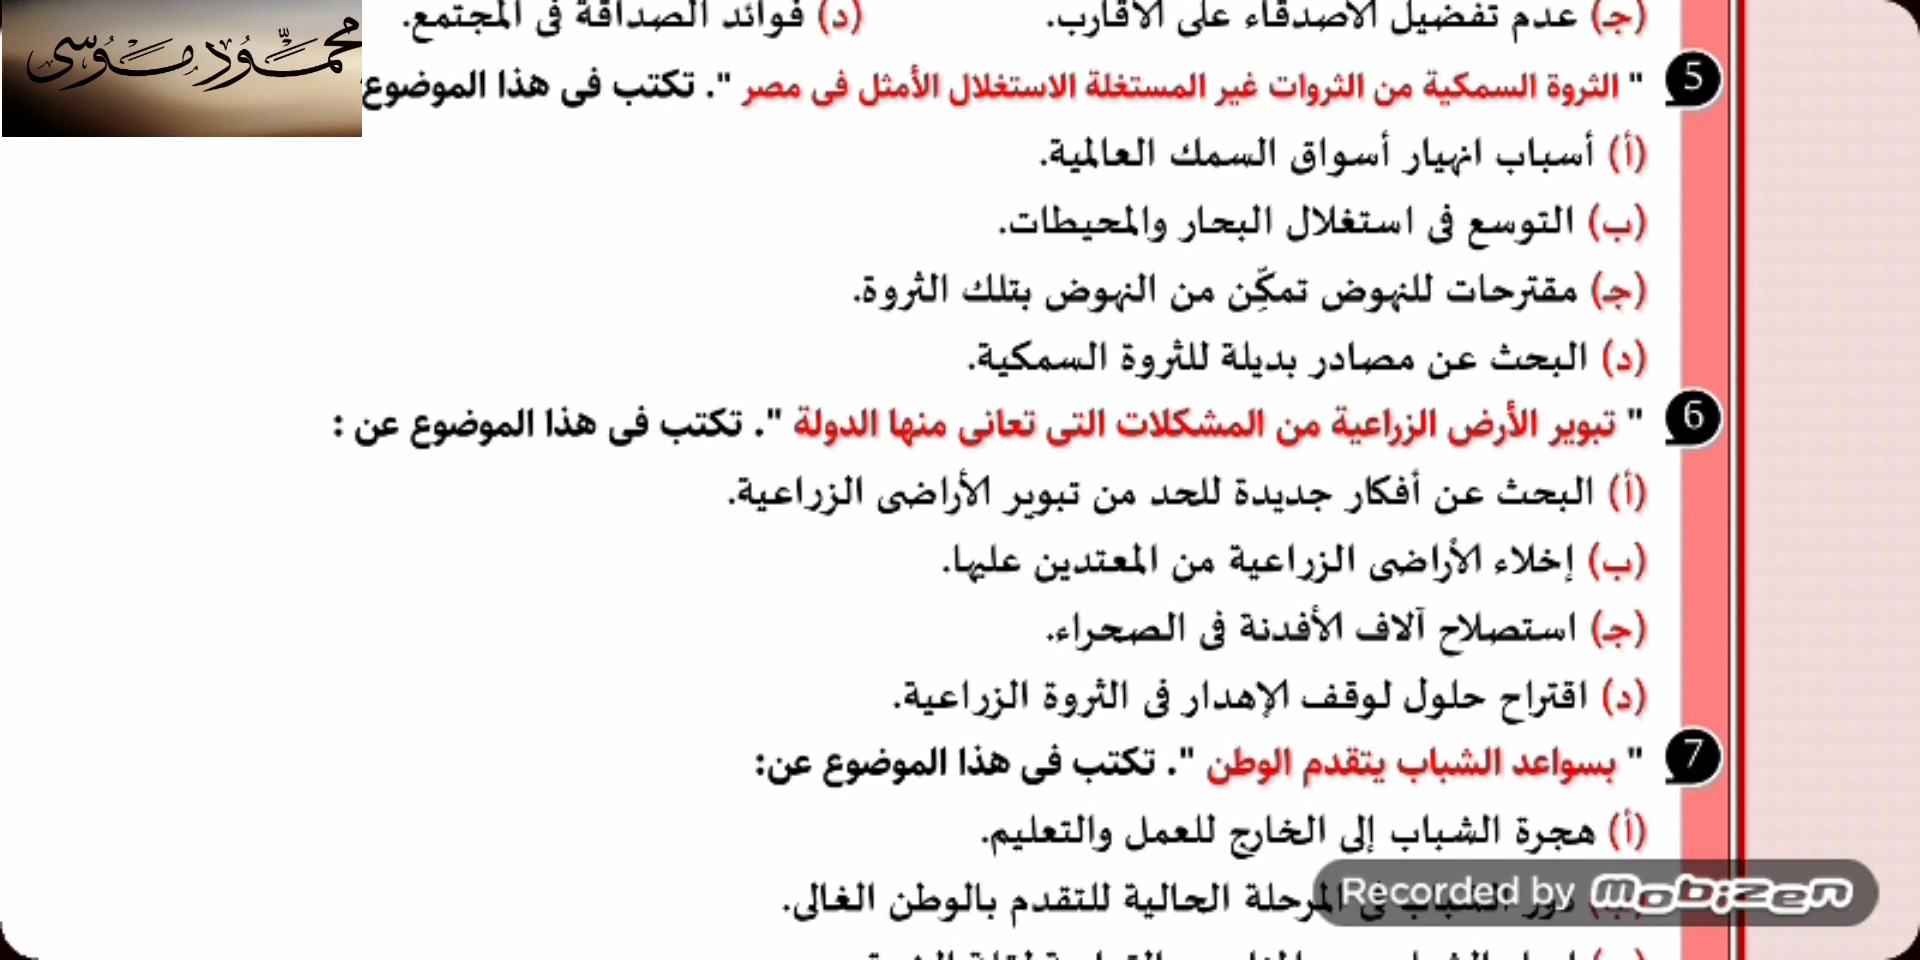 (جـ) عدم تفضيل الأصدقاء على الأقارب. (د) فوائد الصداقة فى المجتمع.
محمود موسى
5 " الثروة السمكية من الثروات غير المستغلة الاستغلال الأمثل فى مصر ". تكتب فى هذا الموضوع
(أ) أسباب انهيار أسواق السمك العالمية.
(ب) التوسع فى استغلال البحار والمحيطات.
(جـ) مقترحات للنهوض تمكِّن من النهوض بتلك الثروة.
(د) البحث عن مصادر بديلة للثروة السمكية.
6 " تبوير الأرض الزراعية من المشكلات التى تعانى منها الدولة ". تكتب فى هذا الموضوع عن :
(أ) البحث عن أفكار جديدة للحد من تبوير الأراضى الزراعية.
(ب) إخلاء الأراضى الزراعية من المعتدين عليها.
(جـ) استصلاح آلاف الأفدنة فى الصحراء.
(د) اقتراح حلول لوقف الإهدار فى الثروة الزراعية.
7 " بسواعد الشباب يتقدم الوطن ". تكتب فى هذا الموضوع عن:
(أ) هجرة الشباب إلى الخارج للعمل والتعليم.
(ب) دور الشباب فى المرحلة الحالية للتقدم بالوطن الغالى.
Recorded by Mobizen